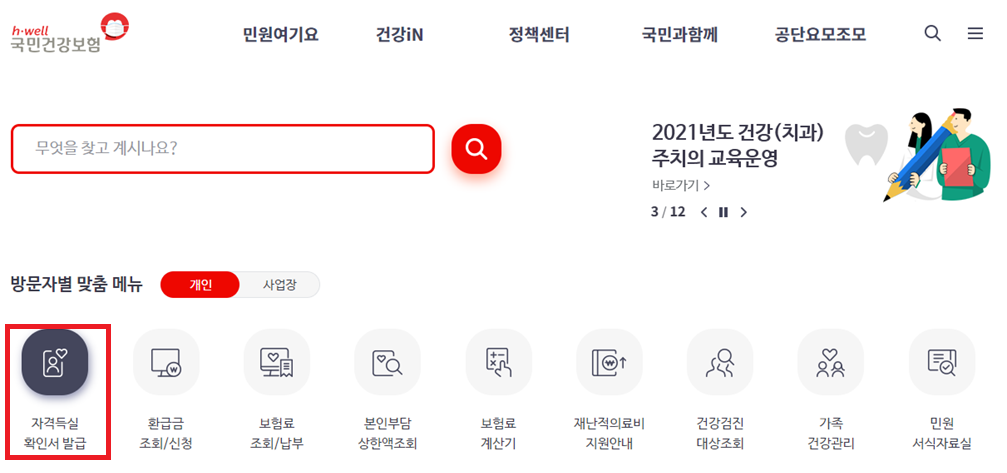 h·well
국민건강보험
민원여기요
건강iN
정책센터
국민과함께
공단요모조모
무엇을 찾고 계시나요?
2021년도 건강(치과)
주치의 교육운영
바로가기 >
3 / 12
방문자별 맞춤 메뉴
개인
사업장
자격득실
확인서 발급
환급금
조회/신청
보험료
조회/납부
본인부담
상한액조회
보험료
계산기
재난적의료비
지원안내
건강검진
대상조회
가족
건강관리
민원
서식자료실